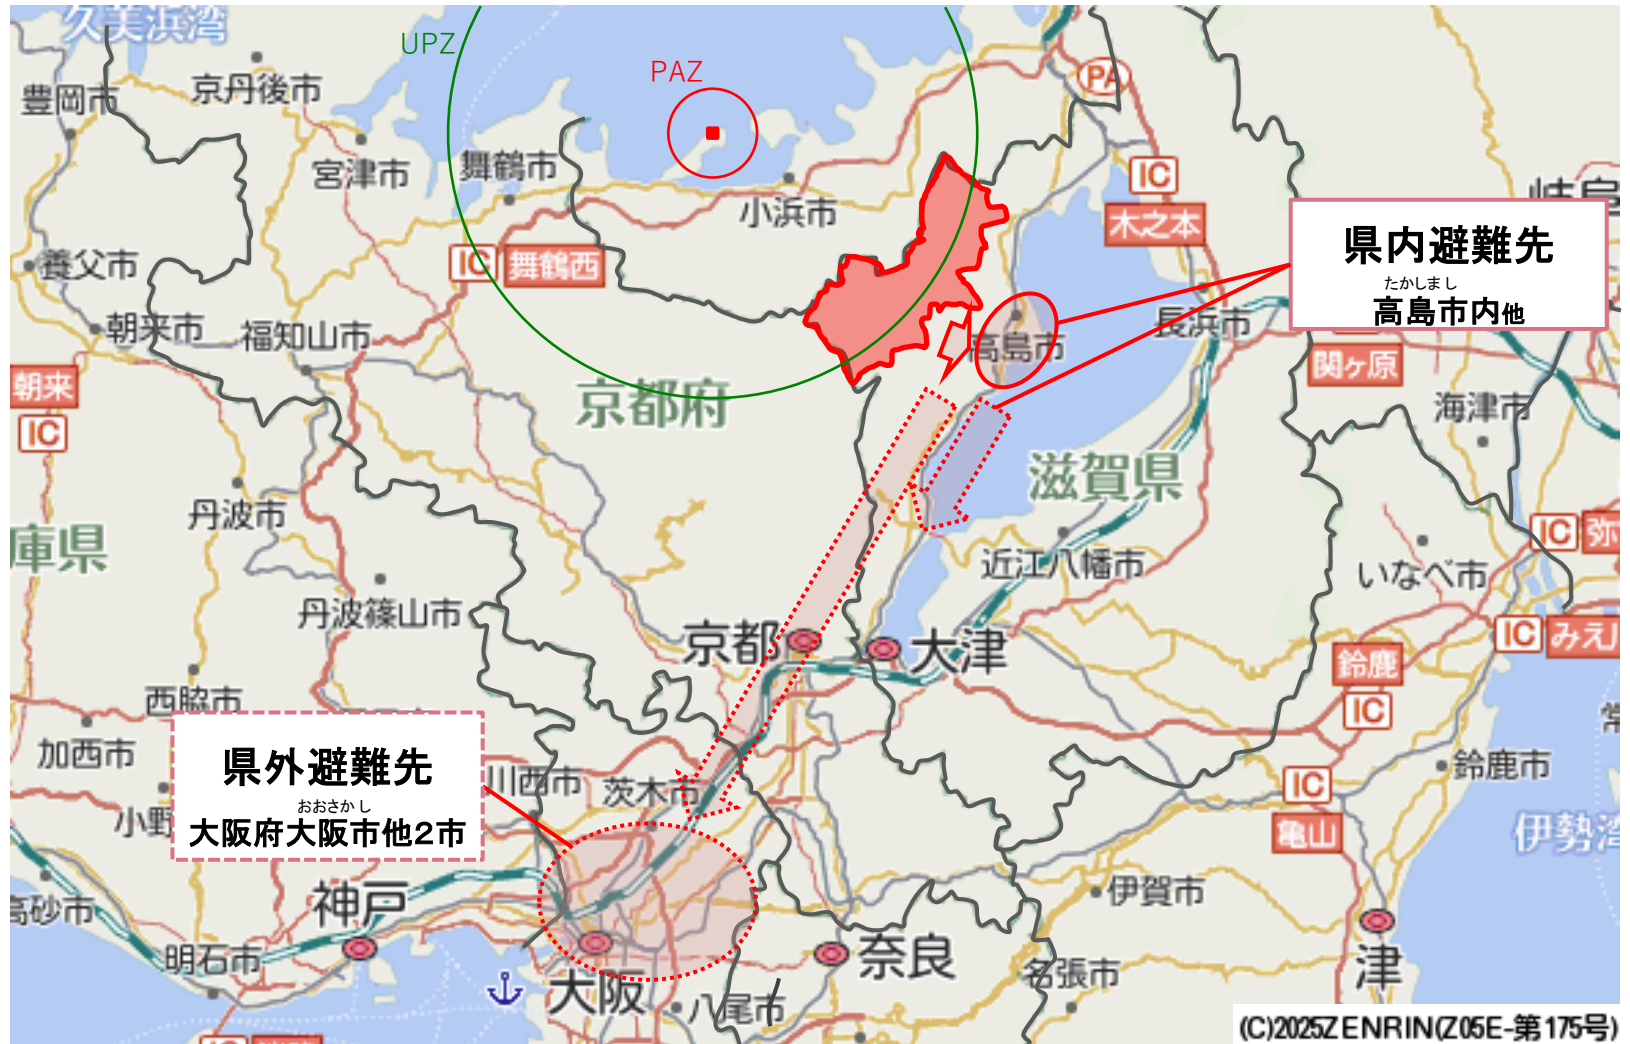 久美浜湾
UPZ
PAZ
PA
京丹後市
豊岡市
宮津市
舞鶴市
小浜市
IC
木之本
養父市
IC
舞鶴西
県内避難先
たかしまし
高島市内他
朝来市
福知山市
高島市
長浜市
関ヶ原
朝来
IC
京都府
海津市
滋賀県
丹波市
庫県
近江八幡市
いなべ市
IC
弥
丹波篠山市
京都
大津
IC
みえ川
鈴鹿
IC
西脇市
加西市
県外避難先
おおさかし
大阪府大阪市他2市
川西市
茨木市
鈴鹿市
IC
亀山
小野
伊勢湾
神戸
伊賀市
高砂市
明石市
大阪
奈良
名張市
津
八尾市
IC
(C)2025ZENRIN(Z05E-第175号)